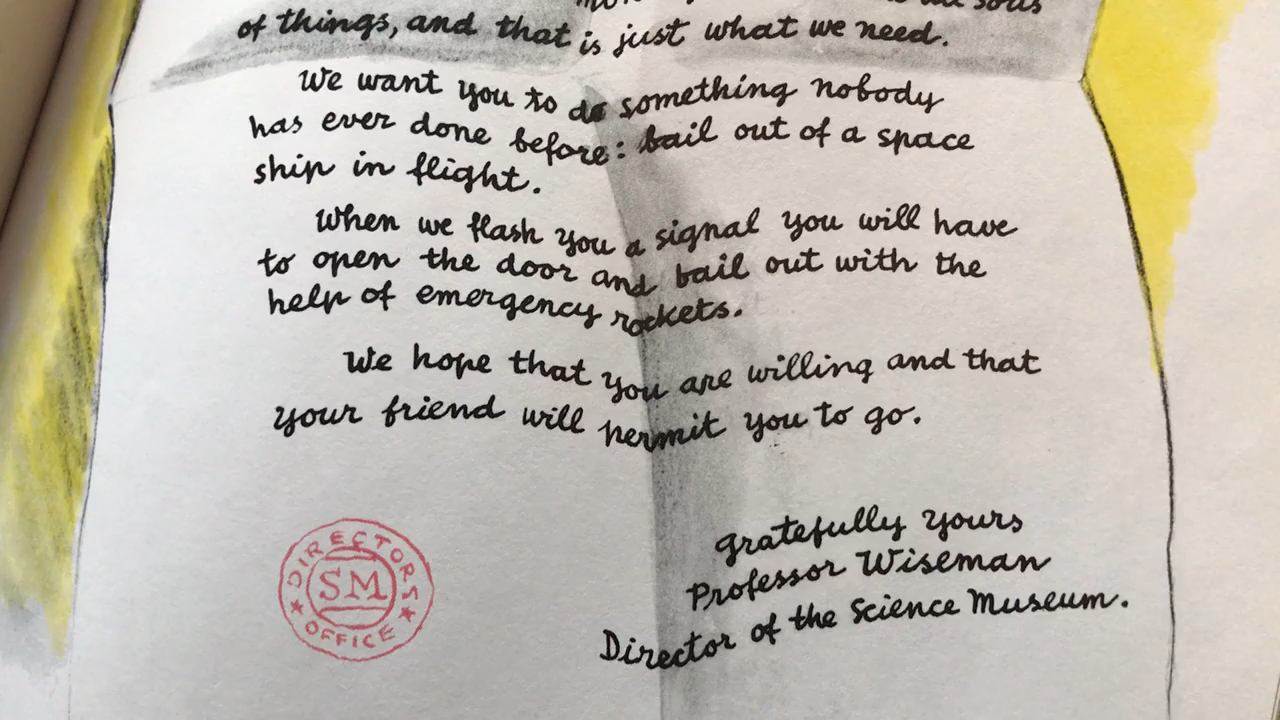 of things, and that is just what we need.
We want you to do something nobody
has ever done before: bail out of a space
ship in flight.
When we flash you a signal you will have
to open the door and bail out with the
help of emergency rockets.
We hope that you are willing and that
your friend will permit you to go.
gratefully yours
Professor Wiseman
Director of the Science Museum.
DIRECTORS
SM
OFFICE